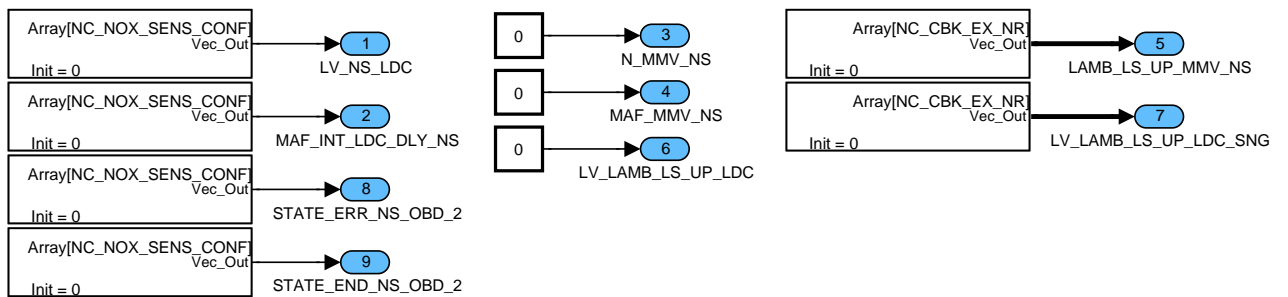 Array[NC_NOX_SENS_CONF]
Vec_Out
Init = 0
1
LV_NS_LDC
Array[NC_NOX_SENS_CONF]
Vec_Out
Init = 0
2
MAF_INT_LDC_DLY_NS
Array[NC_NOX_SENS_CONF]
Vec_Out
Init = 0
8
STATE_ERR_NS_OBD_2
Array[NC_NOX_SENS_CONF]
Vec_Out
Init = 0
9
STATE_END_NS_OBD_2
0
3
N_MMV_NS
0
4
MAF_MMV_NS
0
6
LV_LAMB_LS_UP_LDC
Array[NC_CBK_EX_NR]
Vec_Out
Init = 0
5
LAMB_LS_UP_MMV_NS
Array[NC_CBK_EX_NR]
Vec_Out
Init = 0
7
LV_LAMB_LS_UP_LDC_SNG